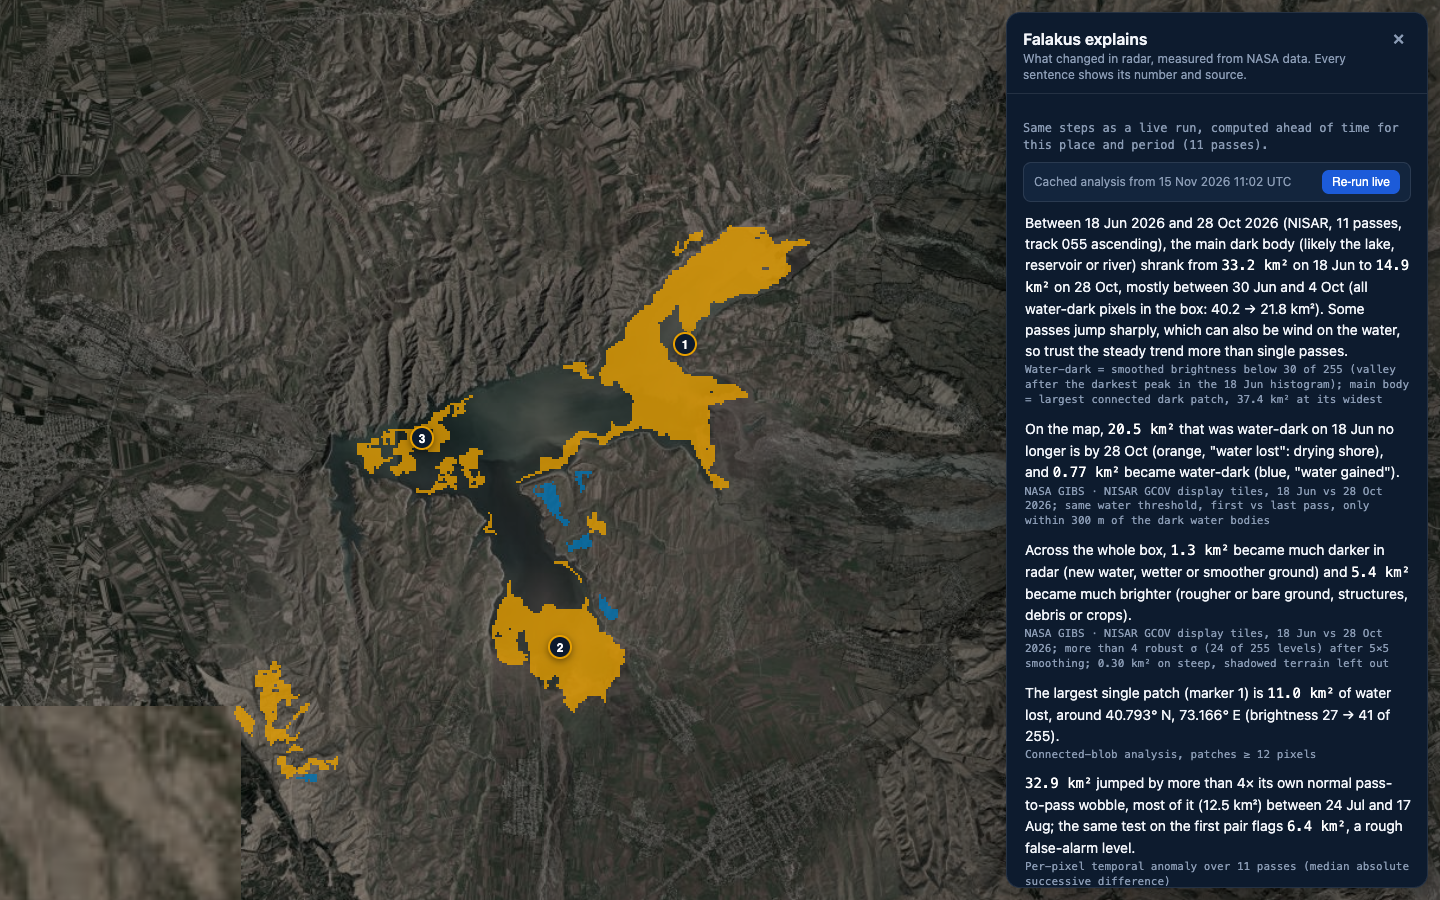 Falakus explains
×
What changed in radar, measured from NASA data. Every
sentence shows its number and source.
Same steps as a live run, computed ahead of time for
this place and period (11 passes).
Cached analysis from 15 Nov 2026 11:02 UTC
Re-run live
Between 18 Jun 2026 and 28 Oct 2026 (NISAR, 11 passes,
track 055 ascending), the main dark body (likely the lake,
reservoir or river) shrank from 33.2 km² on 18 Jun to 14.9
km² on 28 Oct, mostly between 30 Jun and 4 Oct (all
water-dark pixels in the box: 40.2 → 21.8 km²). Some
passes jump sharply, which can also be wind on the water,
so trust the steady trend more than single passes.
Water-dark = smoothed brightness below 30 of 255 (valley
after the darkest peak in the 18 Jun histogram); main body
= largest connected dark patch, 37.4 km² at its widest
On the map, 20.5 km² that was water-dark on 18 Jun no
longer is by 28 Oct (orange, "water lost": drying shore),
and 0.77 km² became water-dark (blue, "water gained").
NASA GIBS · NISAR GCOV display tiles, 18 Jun vs 28 Oct
2026; same water threshold, first vs last pass, only
within 300 m of the dark water bodies
Across the whole box, 1.3 km² became much darker in
radar (new water, wetter or smoother ground) and 5.4 km²
became much brighter (rougher or bare ground, structures,
debris or crops).
NASA GIBS · NISAR GCOV display tiles, 18 Jun vs 28 Oct
2026; more than 4 robust σ (24 of 255 levels) after 5×5
smoothing; 0.30 km² on steep, shadowed terrain left out
The largest single patch (marker 1) is 11.0 km² of water
lost, around 40.793° N, 73.166° E (brightness 27 → 41 of
255).
Connected-blob analysis, patches ≥ 12 pixels
32.9 km² jumped by more than 4× its own normal pass-
to-pass wobble, most of it (12.5 km²) between 24 Jul and 17
Aug; the same test on the first pair flags 6.4 km², a rough
false-alarm level.
Per-pixel temporal anomaly over 11 passes (median absolute
successive difference)
1
3
2